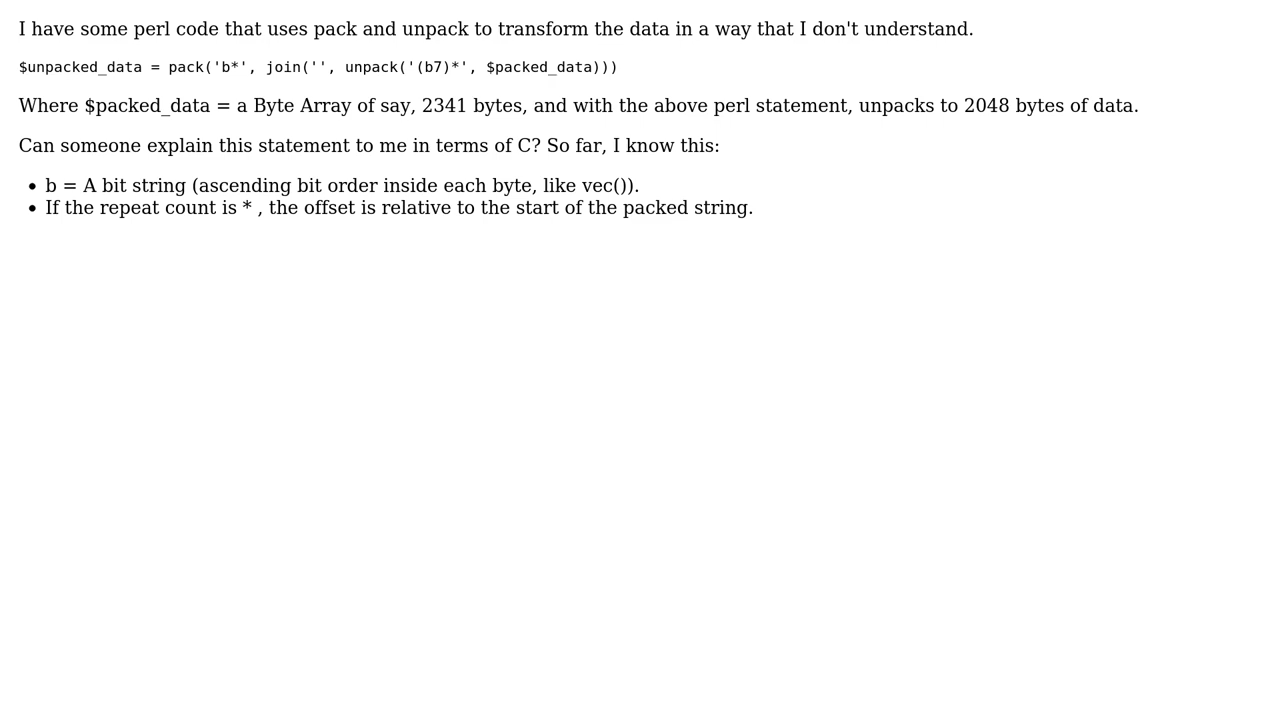 I have some perl code that uses pack and unpack to transform the data in a way that I don't understand.
$unpacked_data = pack('b*', join('', unpack('(b7)*', $packed_data)))
Where $packed_data = a Byte Array of say, 2341 bytes, and with the above perl statement, unpacks to 2048 bytes of data.
Can someone explain this statement to me in terms of C? So far, I know this:
• b = A bit string (ascending bit order inside each byte, like vec()).
• If the repeat count is * , the offset is relative to the start of the packed string.